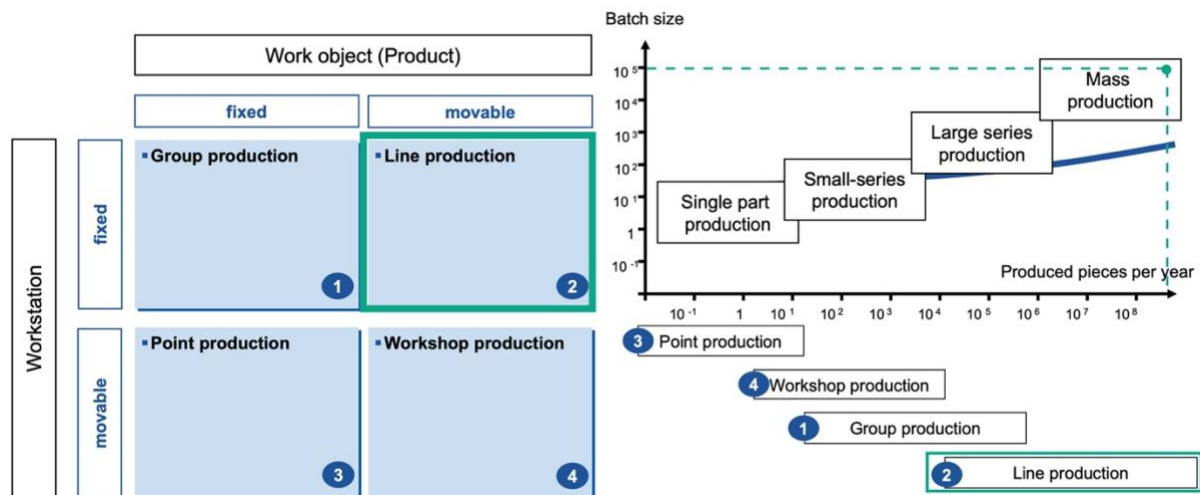 Work object (Product)
fixed
movable
Workstation
fixed
▪ Group production
1
▪ Line production
2
movable
▪ Point production
3
▪ Workshop production
4
Batch size
10⁵
10⁴
10³
10²
10¹
1
10⁻¹
Mass
production
Large series
production
Small-series
production
Single part
production
Produced pieces per year
10⁻¹ 1 10¹ 10² 10³ 10⁴ 10⁵ 10⁶ 10⁷ 10⁸
3 Point production
4 Workshop production
1 Group production
2 Line production